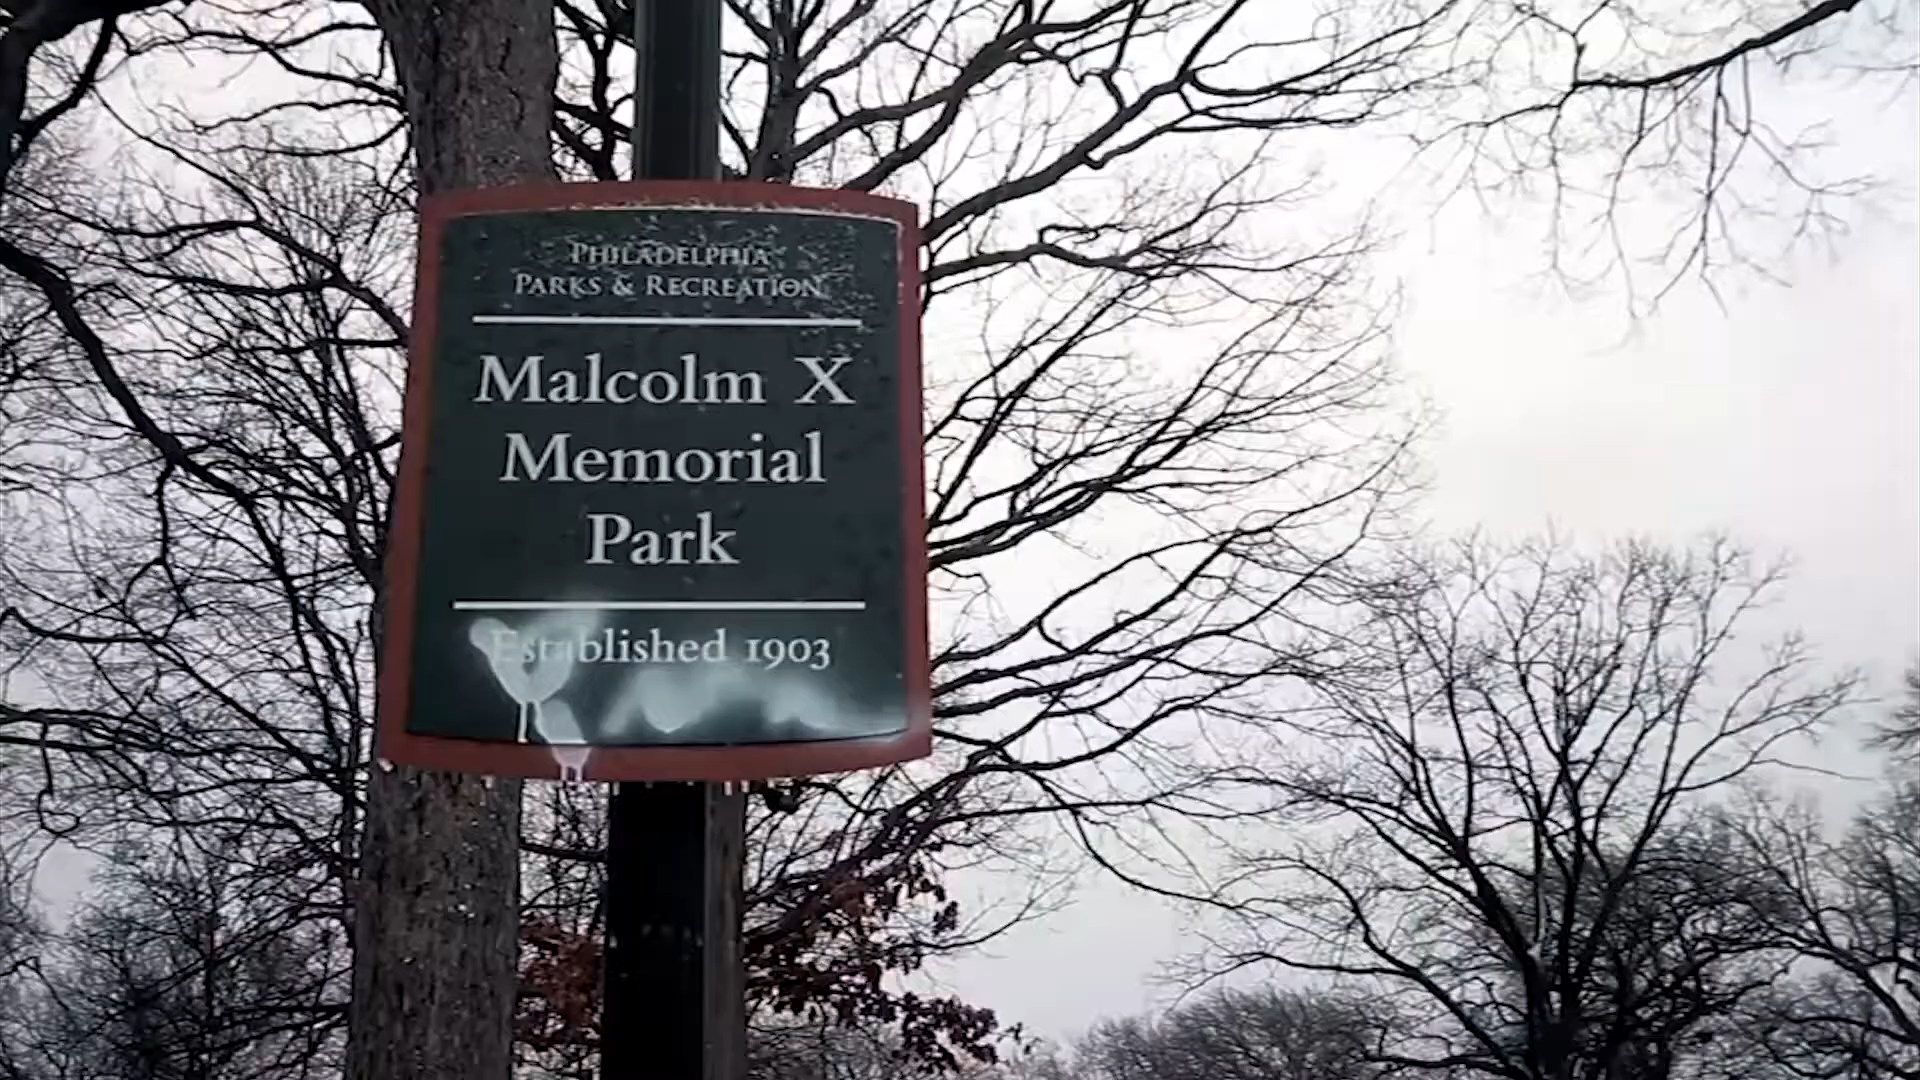 PHILADELPHIA
PARKS & RECREATION
Malcolm X
Memorial
Park
Established 1903